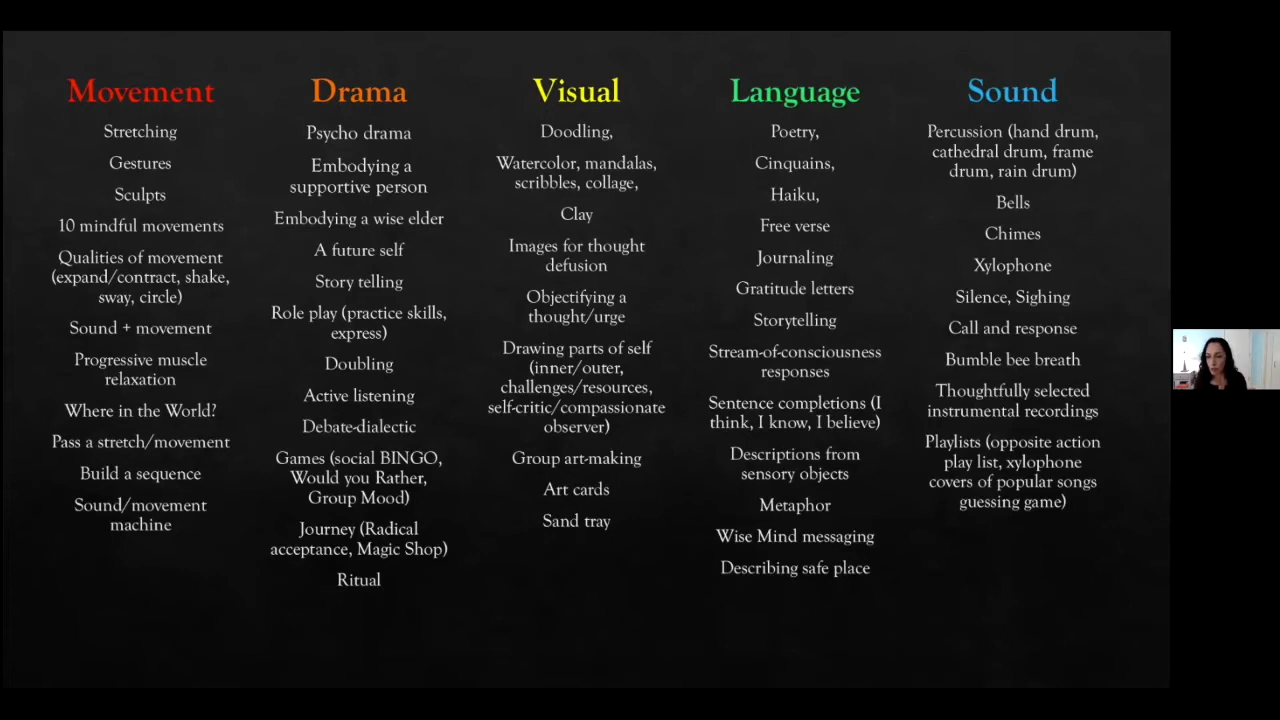 Movement
Stretching
Gestures
Sculpts
10 mindful movements
Qualities of movement
(expand/contract, shake,
sway, circle)
Sound + movement
Progressive muscle
relaxation
Where in the World?
Pass a stretch/movement
Build a sequence
Sound/movement
machine
Drama
Psycho drama
Embodying a
supportive person
Embodying a wise elder
A future self
Story telling
Role play (practice skills,
express)
Doubling
Active listening
Debate-dialectic
Games (social BINGO,
Would you Rather,
Group Mood)
Journey (Radical
acceptance, Magic Shop)
Ritual
Visual
Doodling,
Watercolor, mandalas,
scribbles, collage,
Clay
Images for thought
defusion
Objectifying a
thought/urge
Drawing parts of self
(inner/outer,
challenges/resources,
self-critic/compassionate
observer)
Group art-making
Art cards
Sand tray
Language
Poetry,
Cinquains,
Haiku,
Free verse
Journaling
Gratitude letters
Storytelling
Stream-of-consciousness
responses
Sentence completions (I
think, I know, I believe)
Descriptions from
sensory objects
Metaphor
Wise Mind messaging
Describing safe place
Sound
Percussion (hand drum,
cathedral drum, frame
drum, rain drum)
Bells
Chimes
Xylophone
Silence, Sighing
Call and response
Bumble bee breath
Thoughtfully selected
instrumental recordings
Playlists (opposite action
play list, xylophone
covers of popular songs
guessing game)